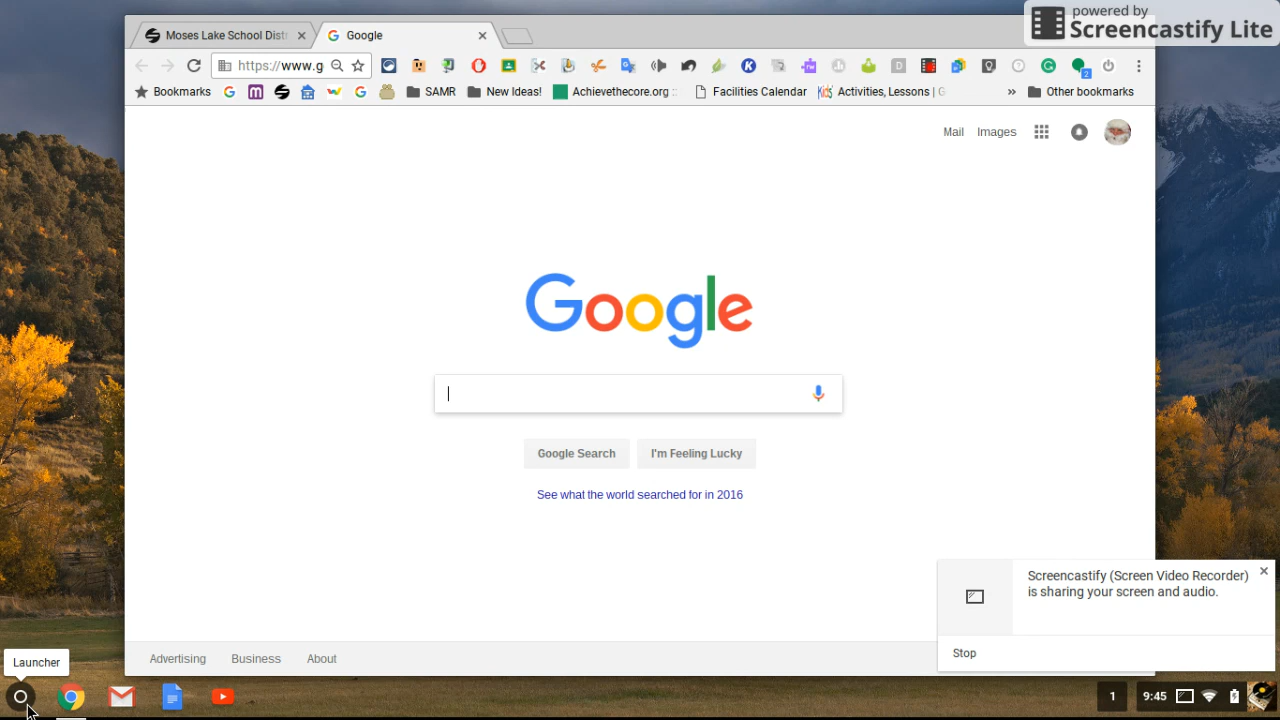 powered by
Screencastify Lite
Moses Lake School Distr
Google
https://www.g
2
Bookmarks
SAMR
New Ideas!
Achievethecore.org ::
Facilities Calendar
Kids Activities, Lessons | G
»
Other bookmarks
Mail
Images
Google
Google Search
I'm Feeling Lucky
See what the world searched for in 2016
Screencastify (Screen Video Recorder)
is sharing your screen and audio.
Stop
Advertising
Business
About
Launcher
1
9:45